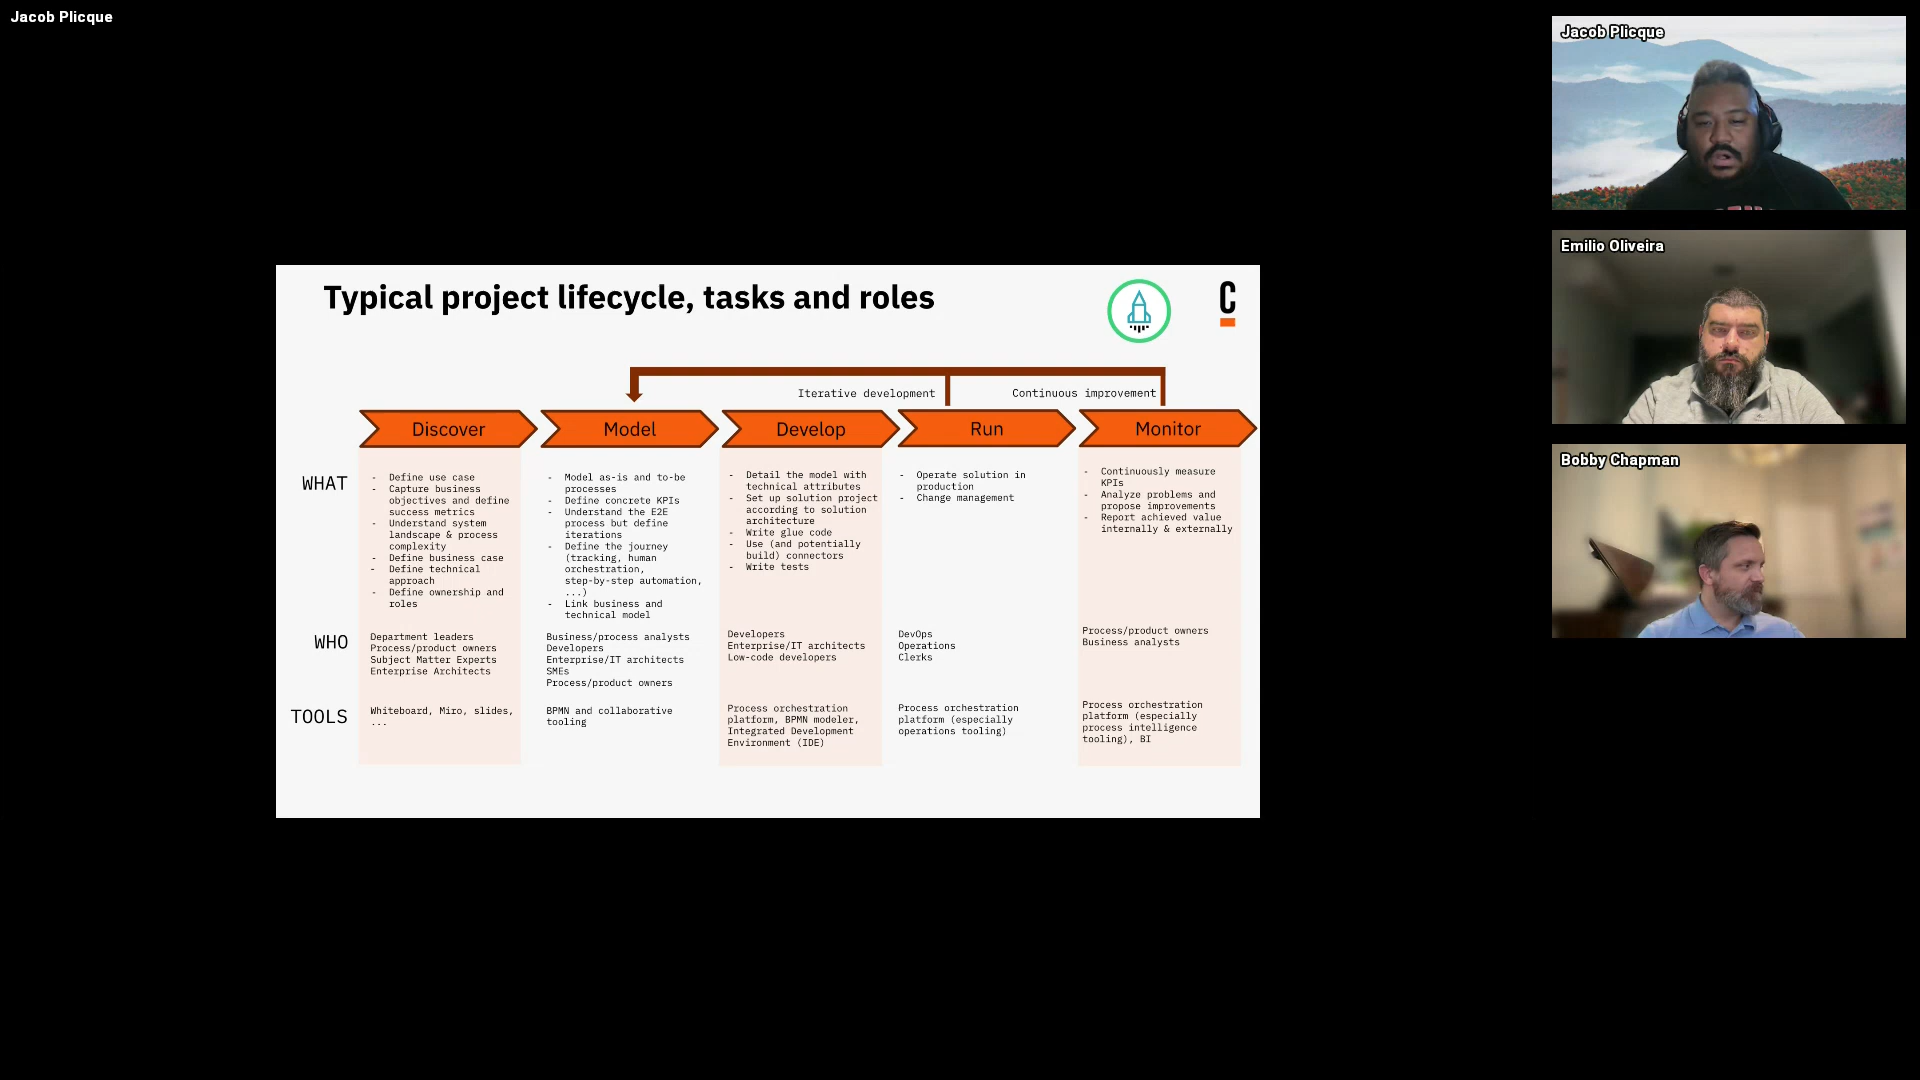 Jacob Plicque
Jacob Plicque
Emilio Oliveira
Bobby Chapman
Typical project lifecycle, tasks and roles
C
Iterative development
Continuous improvement
Discover
Model
Develop
Run
Monitor
WHAT
- Define use case
- Capture business
objectives and define
success metrics
- Understand system
landscape & process
complexity
- Define business case
- Define technical
approach
- Define ownership and
roles
- Model as-is and to-be
processes
- Define concrete KPIs
- Understand the E2E
process but define
iterations
- Define the journey
(tracking, human
orchestration,
step-by-step automation,
...)
- Link business and
technical model
- Detail the model with
technical attributes
- Set up solution project
according to solution
architecture
- Write glue code
- Use (and potentially
build) connectors
- Write tests
- Operate solution in
production
- Change management
- Continuously measure
KPIs
- Analyze problems and
propose improvements
- Report achieved value
internally & externally
WHO
Department leaders
Process/product owners
Subject Matter Experts
Enterprise Architects
Business/process analysts
Developers
Enterprise/IT architects
SMEs
Process/product owners
Developers
Enterprise/IT architects
Low-code developers
DevOps
Operations
Clerks
Process/product owners
Business analysts
TOOLS
Whiteboard, Miro, slides,
...
BPMN and collaborative
tooling
Process orchestration
platform, BPMN modeler,
Integrated Development
Environment (IDE)
Process orchestration
platform (especially
operations tooling)
Process orchestration
platform (especially
process intelligence
tooling), BI